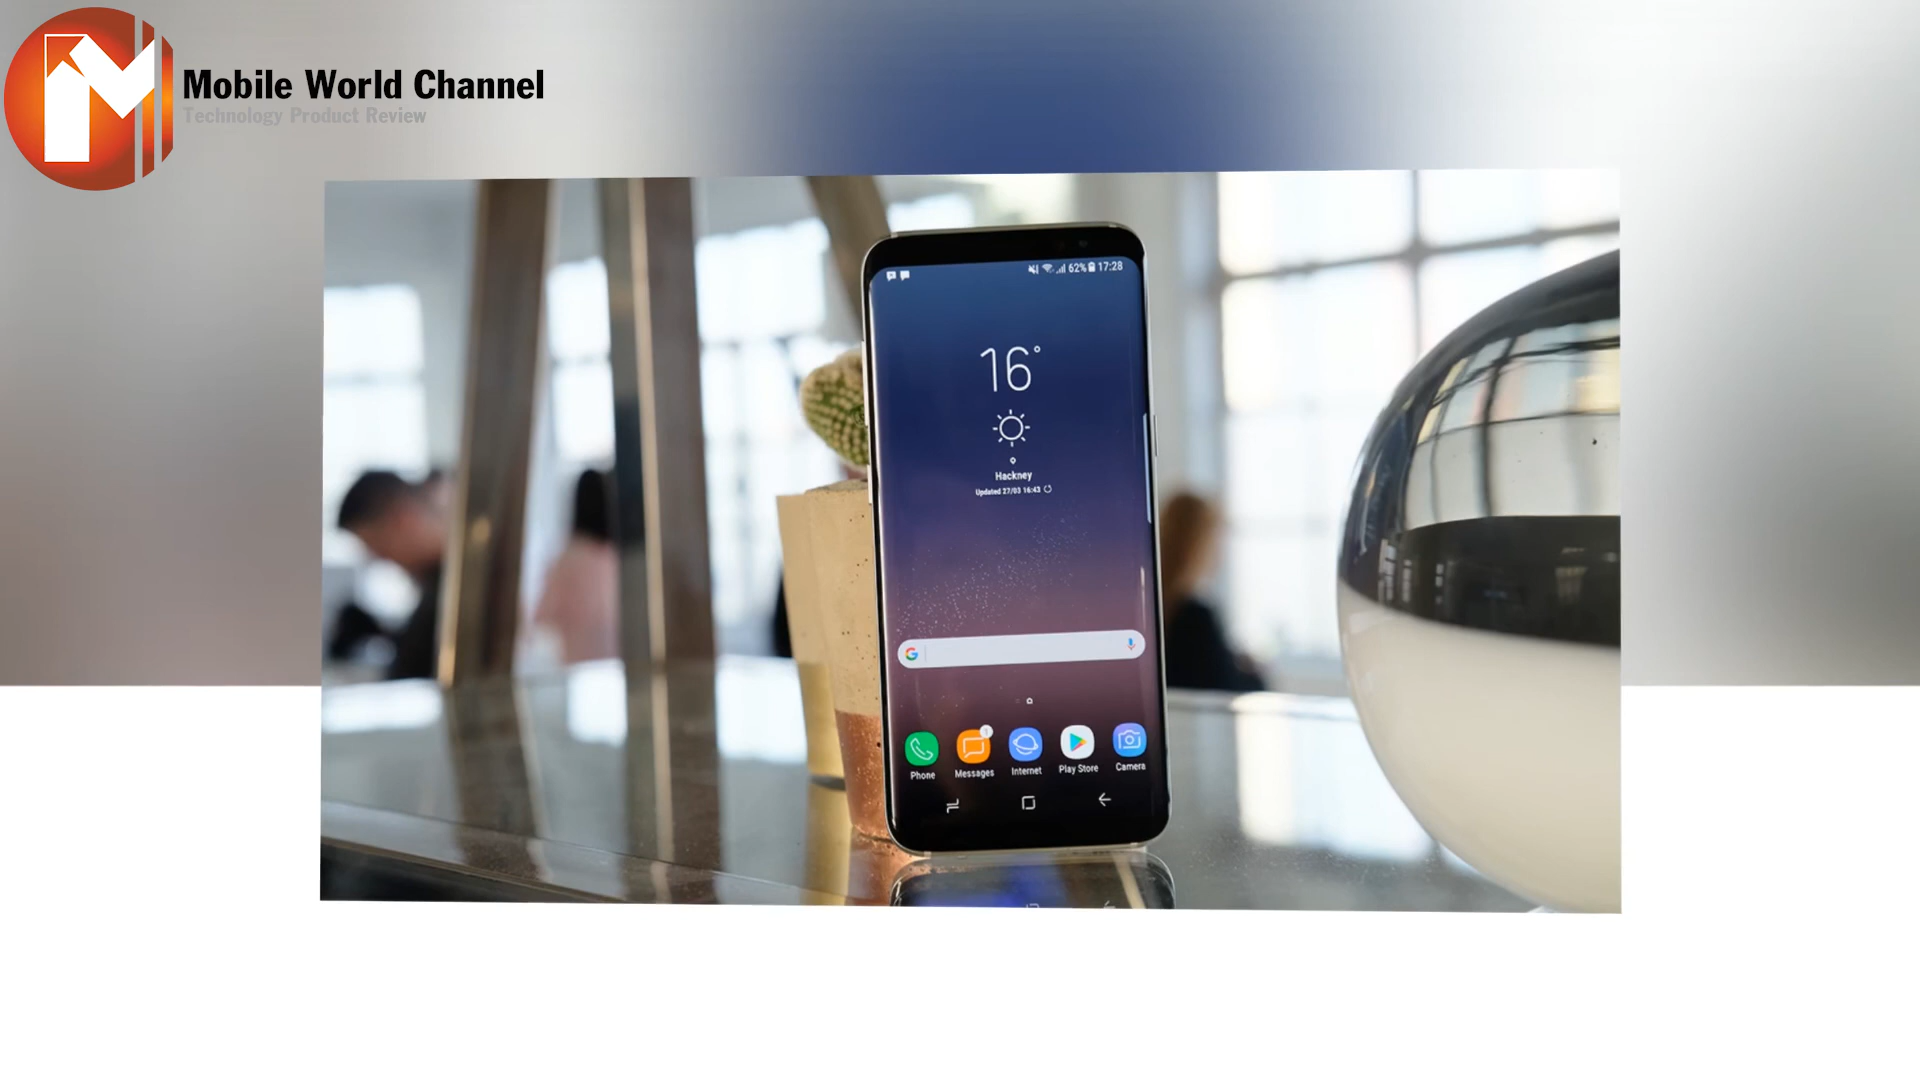 Mobile World Channel
Technology Product Review
62% 17:28
16°
Hackney
Updated 27/03 16:43
1
Phone Messages Internet Play Store Camera